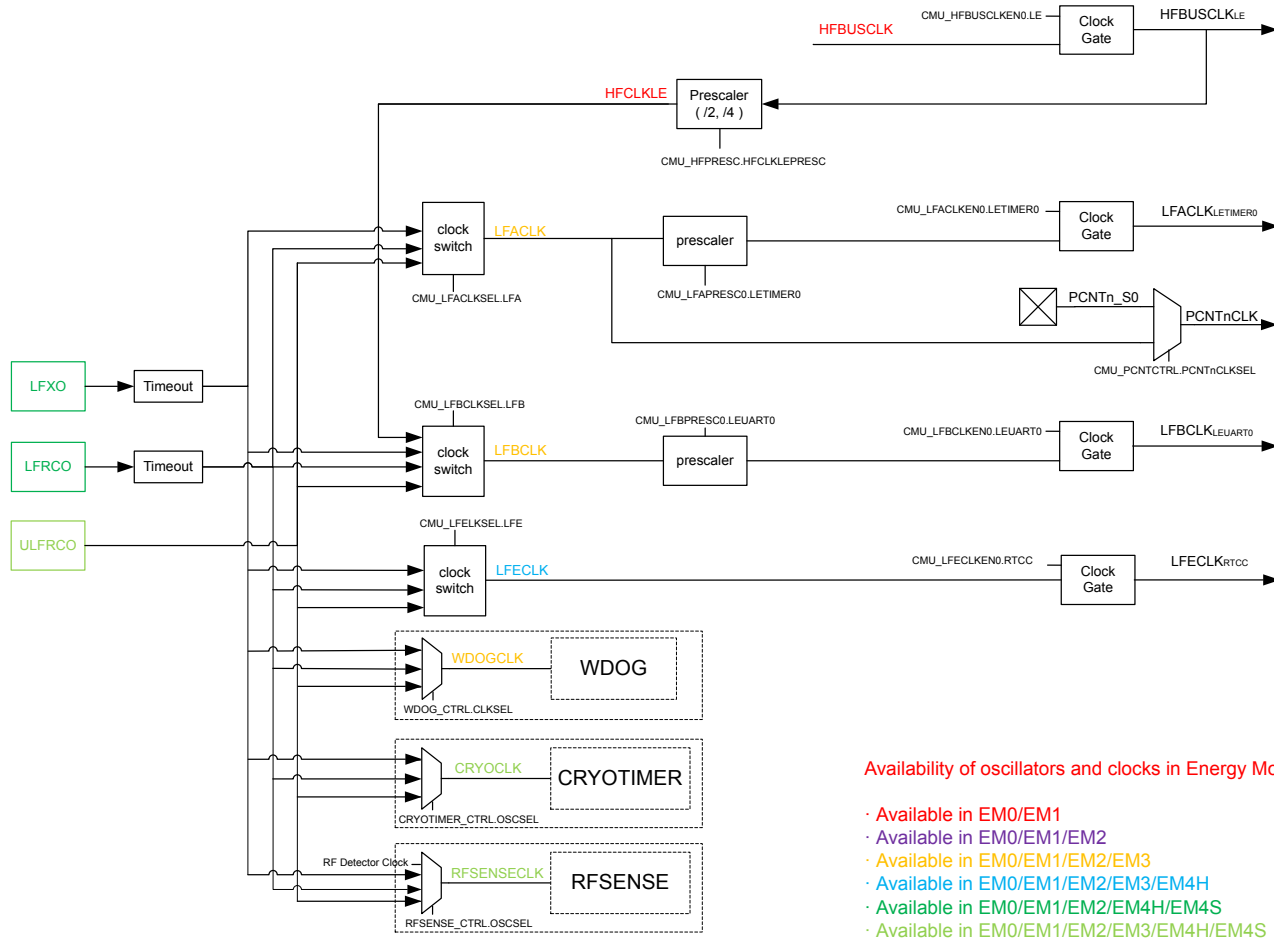 CMU_HFBUSCLKEN0.LE
Clock
Gate
HFBUSCLKLE
HFBUSCLK
HFCLKLE
Prescaler
( /2, /4 )
CMU_HFPRESC.HFCLKLEPRESC
clock
switch
LFACLK
CMU_LFACLKSEL.LFA
prescaler
CMU_LFAPRESC0.LETIMER0
CMU_LFACLKEN0.LETIMER0
Clock
Gate
LFACLKLETIMER0
PCNTn_S0
PCNTnCLK
CMU_PCNTCTRL.PCNTnCLKSEL
LFXO
Timeout
CMU_LFBCLKSEL.LFB
clock
switch
LFBCLK
CMU_LFBPRESC0.LEUART0
prescaler
CMU_LFBCLKEN0.LEUART0
Clock
Gate
LFBCLKLEUART0
LFRCO
Timeout
ULFRCO
CMU_LFELKSEL.LFE
clock
switch
LFECLK
CMU_LFECLKEN0.RTCC
Clock
Gate
LFECLKRTCC
WDOGCLK
WDOG
WDOG_CTRL.CLKSEL
CRYOCLK
CRYOTIMER
CRYOTIMER_CTRL.OSCSEL
RF Detector Clock
RFSENSECLK
RFSENSE
RFSENSE_CTRL.OSCSEL
Availability of oscillators and clocks in Energy Mo
· Available in EM0/EM1
· Available in EM0/EM1/EM2
· Available in EM0/EM1/EM2/EM3
· Available in EM0/EM1/EM2/EM3/EM4H
· Available in EM0/EM1/EM2/EM4H/EM4S
· Available in EM0/EM1/EM2/EM3/EM4H/EM4S